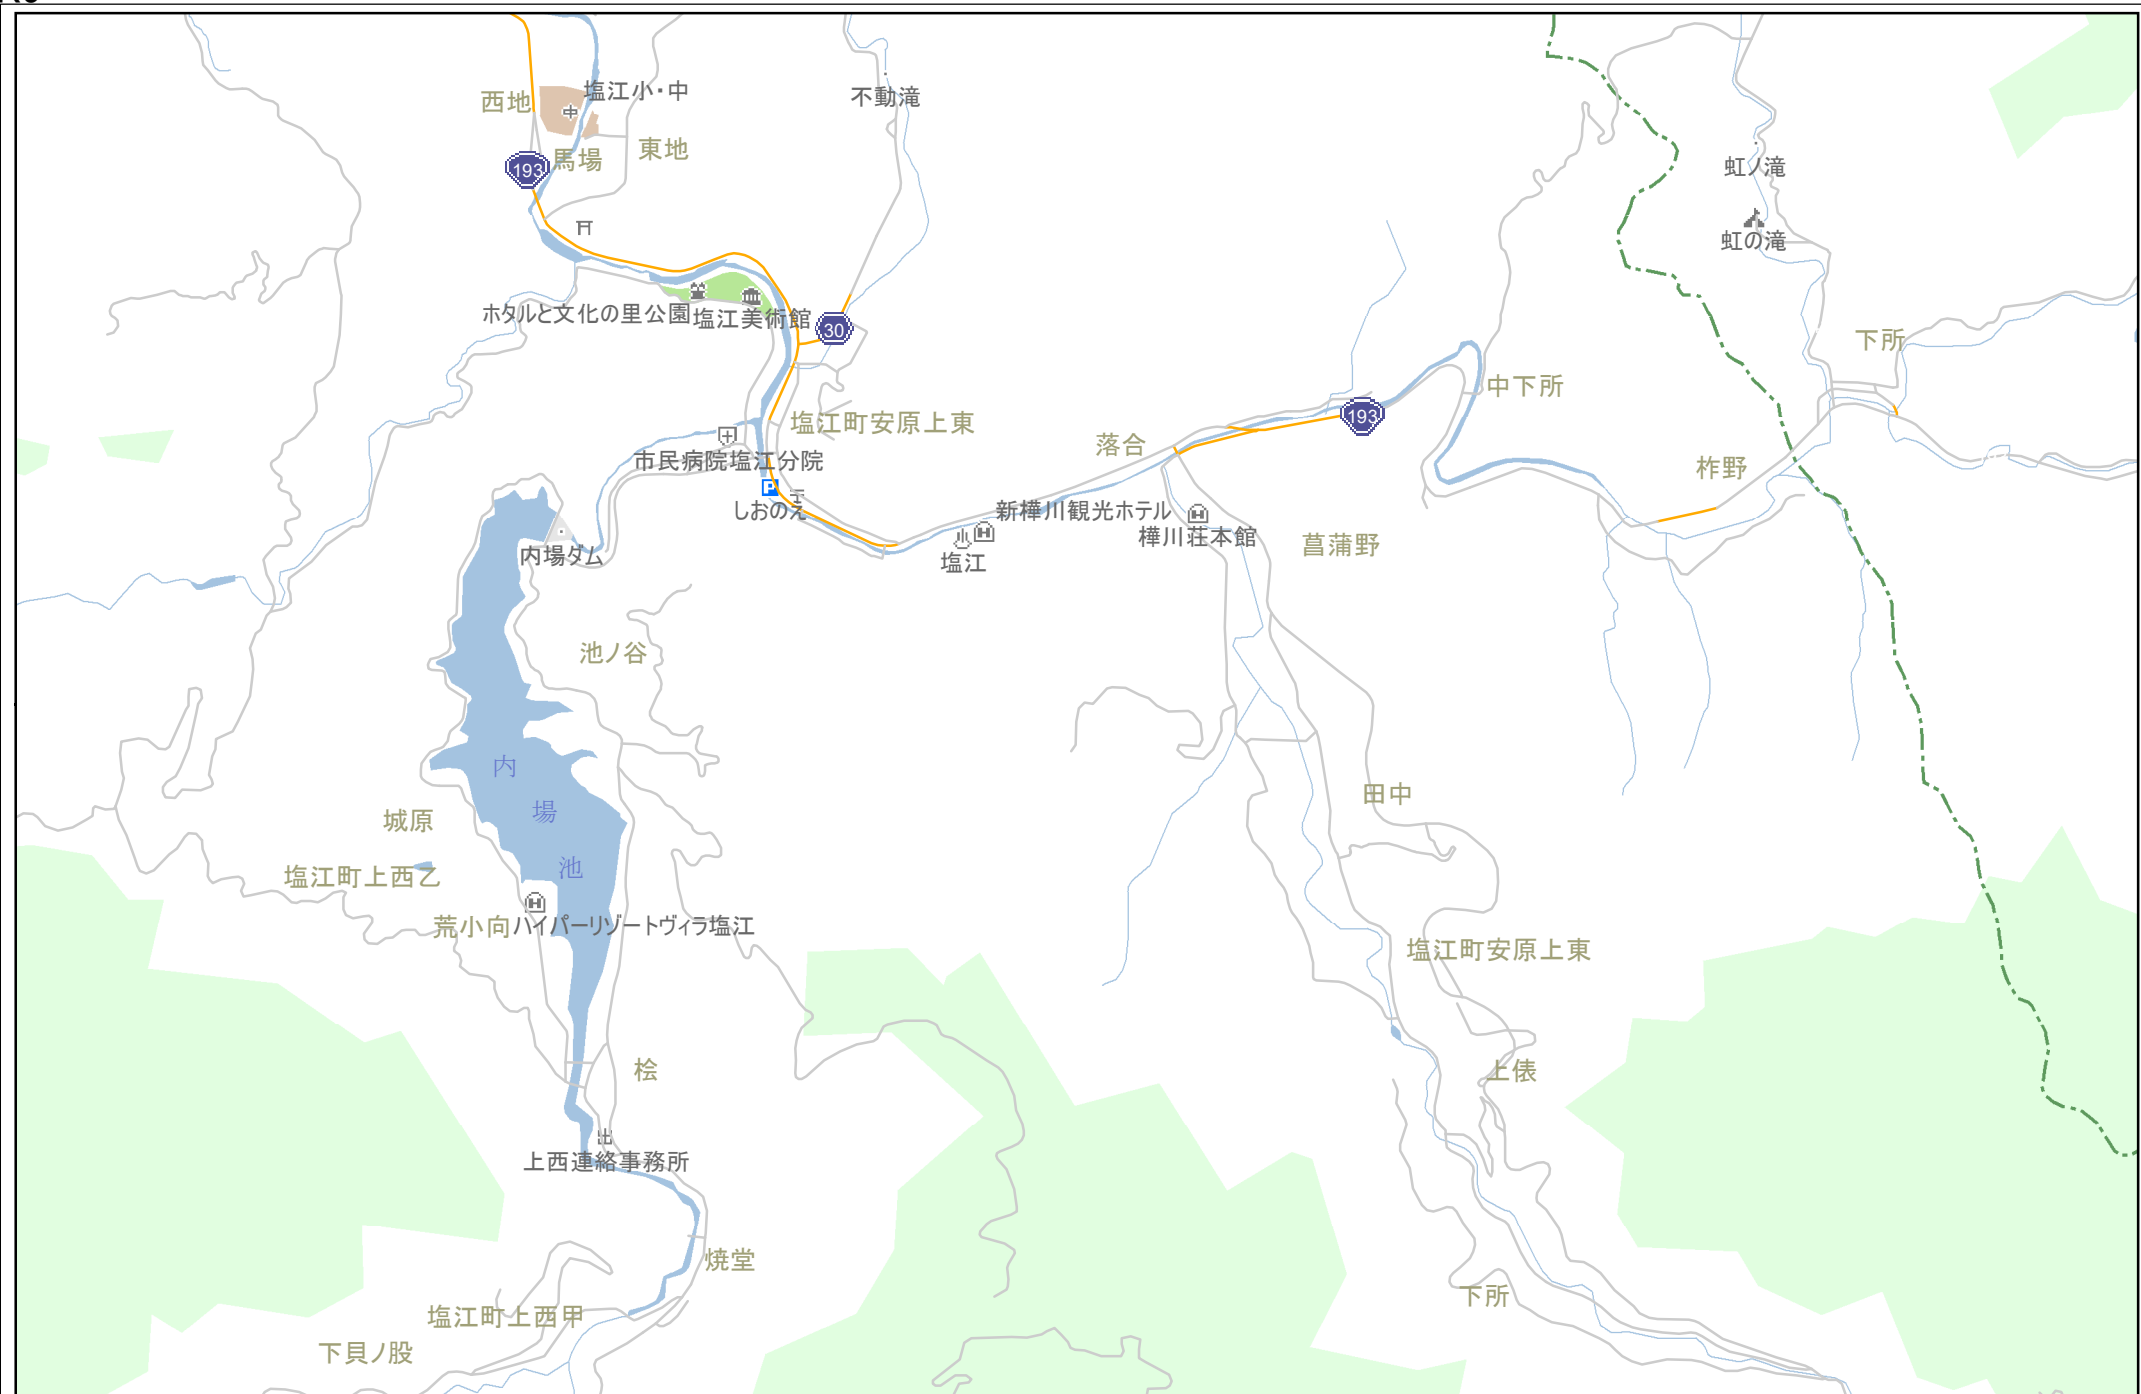 塩江小・中
西地
不動滝
東地
馬場
193
虹ノ滝
虹の滝
ホタルと文化の里公園
塩江美術館
30
下所
中下所
193
塩江町安原上東
落合
市民病院塩江分院
柞野
しおのえ
新樺川観光ホテル
樺川荘本館
菖蒲野
内場ダム
塩江
池ノ谷
内
場
池
田中
城原
塩江町上西乙
荒小向
ハイパーリゾートヴィラ塩江
塩江町安原上東
桧
上俵
上西連絡事務所
焼堂
下所
塩江町上西甲
下貝ノ股